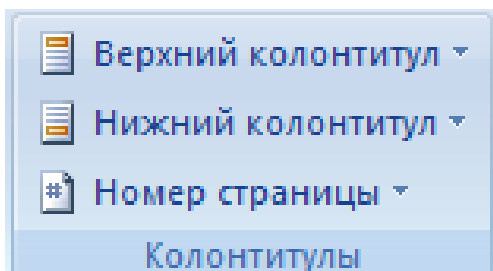 Верхний колонтитул
Нижний колонтитул
# Номер страницы
Колонтитулы